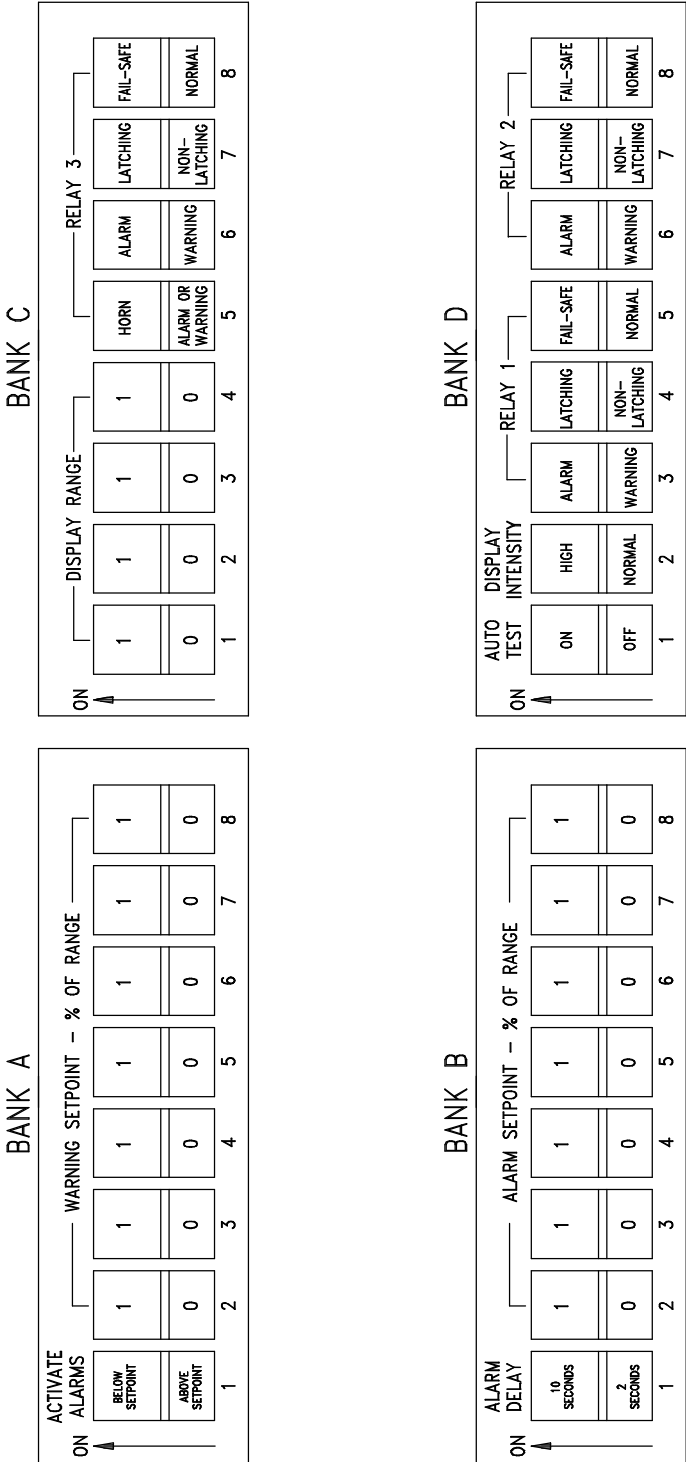 BANK A
ON
ACTIVATE
ALARMS
WARNING SETPOINT - % OF RANGE
BELOW
SETPOINT
1 1 1 1 1 1 1
ABOVE
SETPOINT
0 0 0 0 0 0 0
1 2 3 4 5 6 7 8
BANK B
ON
ALARM
DELAY
ALARM SETPOINT - % OF RANGE
10
SECONDS
1 1 1 1 1 1 1
2
SECONDS
0 0 0 0 0 0 0
1 2 3 4 5 6 7 8
BANK C
ON
DISPLAY RANGE
RELAY 3
1 1 1 1 HORN ALARM LATCHING FAIL-SAFE
0 0 0 0
ALARM OR
WARNING
WARNING
NON-
LATCHING
NORMAL
1 2 3 4 5 6 7 8
BANK D
ON
AUTO
TEST
DISPLAY
INTENSITY
RELAY 1
RELAY 2
ON HIGH ALARM LATCHING FAIL-SAFE ALARM LATCHING FAIL-SAFE
OFF NORMAL WARNING
NON-
LATCHING
NORMAL WARNING
NON-
LATCHING
NORMAL
1 2 3 4 5 6 7 8